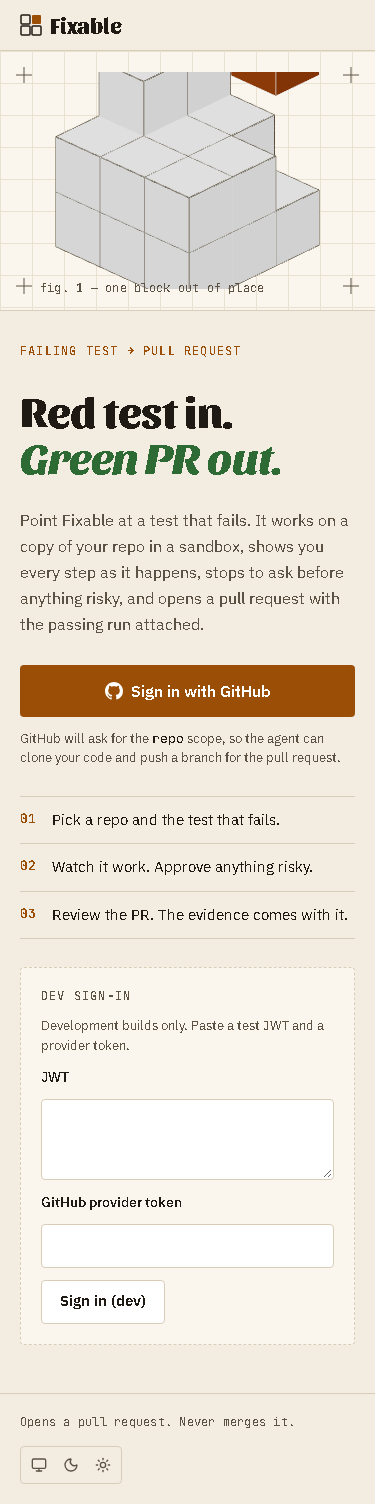 Fixable
fig. 1 — one block out of place
FAILING TEST → PULL REQUEST
Red test in.
Green PR out.
Point Fixable at a test that fails. It works on a
copy of your repo in a sandbox, shows you
every step as it happens, stops to ask before
anything risky, and opens a pull request with
the passing run attached.
Sign in with GitHub
GitHub will ask for the repo scope, so the agent can
clone your code and push a branch for the pull request.
01 Pick a repo and the test that fails.
02 Watch it work. Approve anything risky.
03 Review the PR. The evidence comes with it.
DEV SIGN-IN
Development builds only. Paste a test JWT and a
provider token.
JWT
GitHub provider token
Sign in (dev)
Opens a pull request. Never merges it.